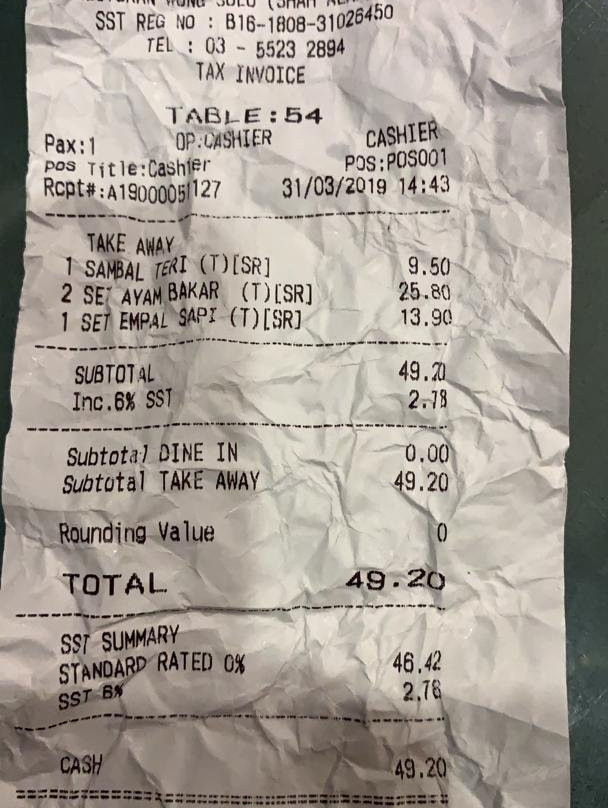 SST REG NO : B16-1808-31026450
TEL : 03 - 5523 2894
TAX INVOICE
TABLE:54
Pax:1 OP:CASHIER CASHIER
POS Title:Cashier POS:POS001
Rcpt#:A19000051127 31/03/2019 14:43
TAKE AWAY
1 SAMBAL TERI (T)[SR] 9.50
2 SET AYAM BAKAR (T)[SR] 25.80
1 SET EMPAL SAPI (T)[SR] 13.90
SUBTOTAL 49.20
Inc.6% SST 2.78
Subtotal DINE IN 0.00
Subtotal TAKE AWAY 49.20
Rounding Value 0
TOTAL 49.20
SST SUMMARY
STANDARD RATED 0% 46.42
SST 6% 2.78
CASH 49.20